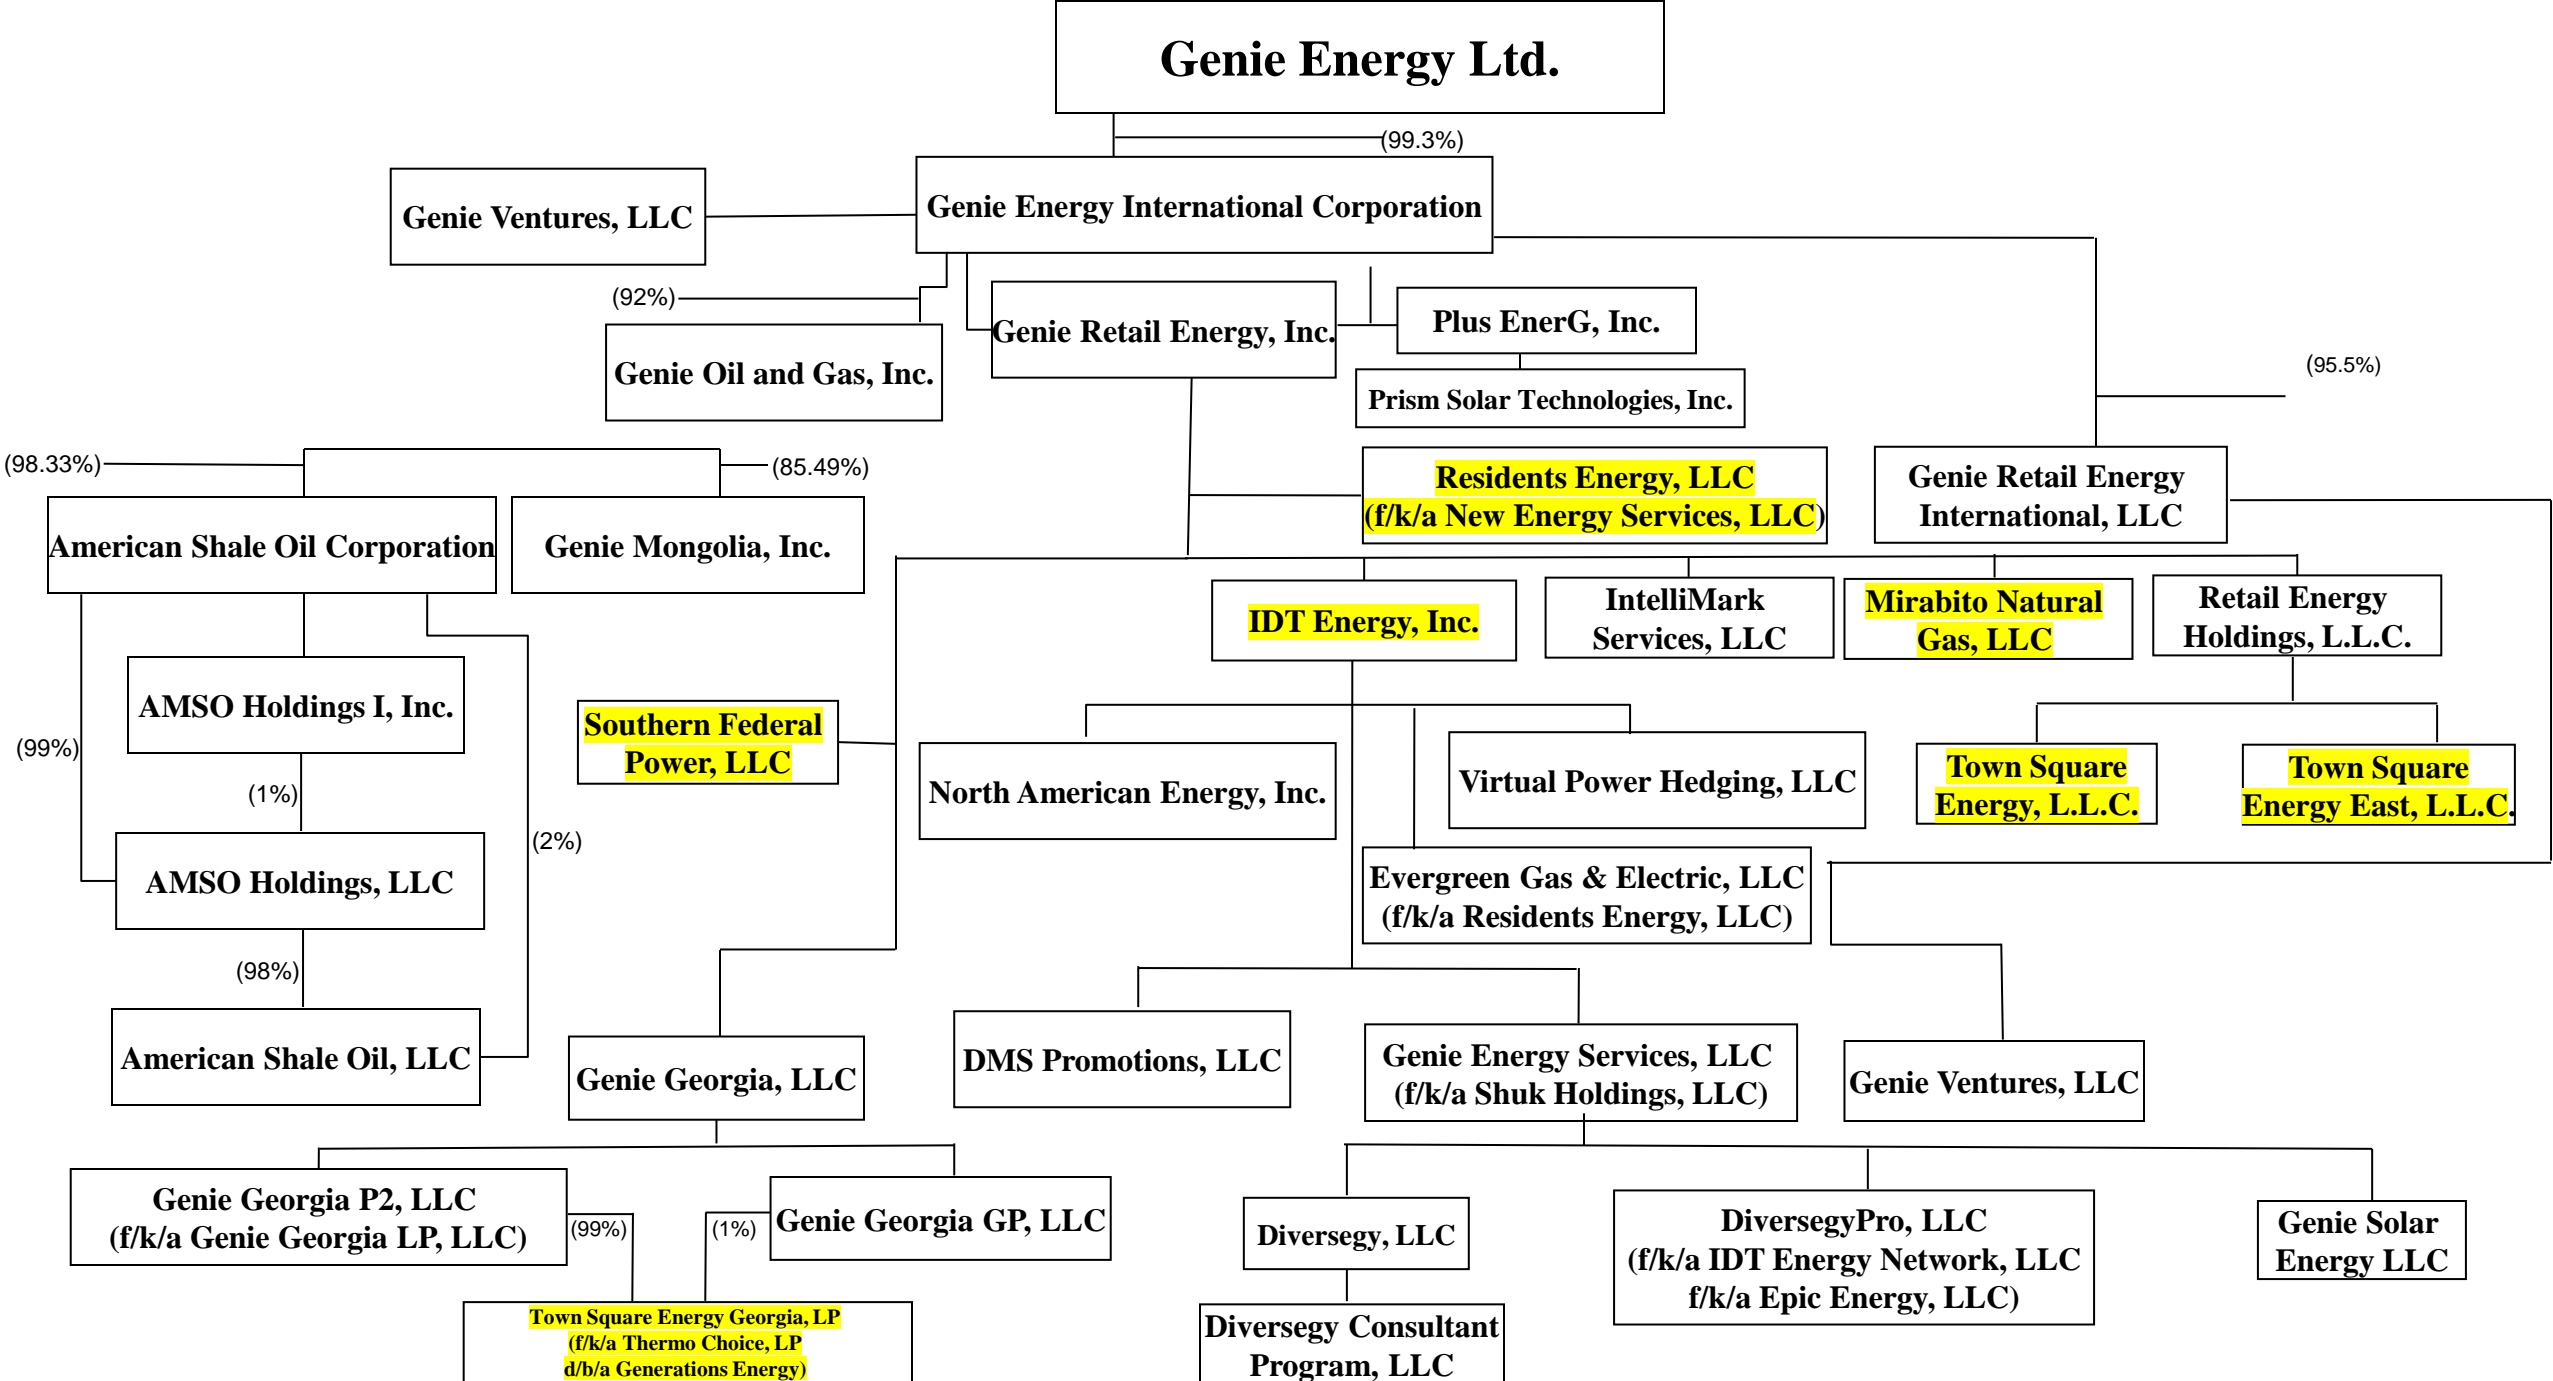 Genie Energy Ltd.
(99.3%)
Genie Ventures, LLC
Genie Energy International Corporation
(92%)
Genie Oil and Gas, Inc.
Genie Retail Energy, Inc.
Plus EnerG, Inc.
Prism Solar Technologies, Inc.
(95.5%)
(98.33%)
(85.49%)
American Shale Oil Corporation
Genie Mongolia, Inc.
Residents Energy, LLC
(f/k/a New Energy Services, LLC)
Genie Retail Energy
International, LLC
IDT Energy, Inc.
IntelliMark
Services, LLC
Mirabito Natural
Gas, LLC
Retail Energy
Holdings, L.L.C.
AMSO Holdings I, Inc.
(99%)
(1%)
Southern Federal
Power, LLC
North American Energy, Inc.
Virtual Power Hedging, LLC
Town Square
Energy, L.L.C.
Town Square
Energy East, L.L.C.
(2%)
AMSO Holdings, LLC
Evergreen Gas & Electric, LLC
(f/k/a Residents Energy, LLC)
(98%)
American Shale Oil, LLC
Genie Georgia, LLC
DMS Promotions, LLC
Genie Energy Services, LLC
(f/k/a Shuk Holdings, LLC)
Genie Ventures, LLC
Genie Georgia P2, LLC
(f/k/a Genie Georgia LP, LLC)
(99%)
(1%)
Genie Georgia GP, LLC
Diversegy, LLC
DiversegyPro, LLC
(f/k/a IDT Energy Network, LLC
f/k/a Epic Energy, LLC)
Genie Solar
Energy LLC
Town Square Energy Georgia, LP
(f/k/a Thermo Choice, LP
d/b/a Generations Energy)
Diversegy Consultant
Program, LLC